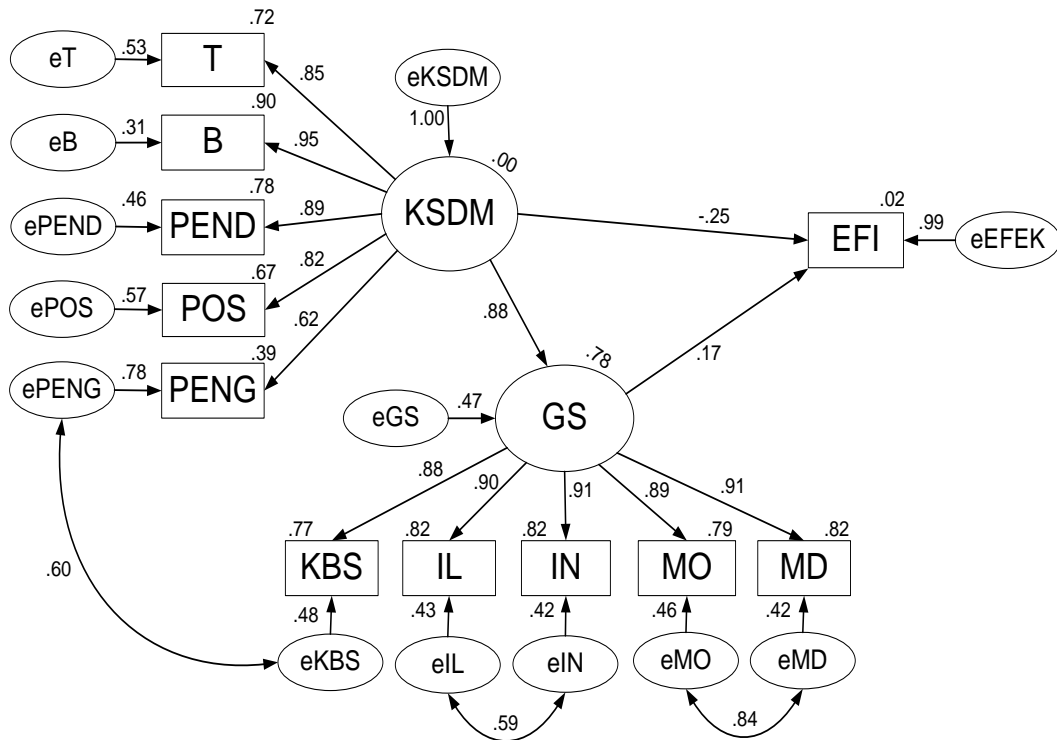 .72
eT
.53
T
.85
eKSDM
.90
1.00
eB
.31
B
.95
.00
.78
KSDM
ePEND
.46
PEND
.89
-.25
.02
EFI
.99
eEFEK
.67
.82
ePOS
.57
POS
.62
.88
.39
.17
ePENG
.78
PENG
.78
eGS
.47
GS
.88
.90
.91
.89
.91
.77
.82
.82
.79
.82
KBS
IL
IN
MO
MD
.60
.48
.43
.42
.46
.42
eKBS
eIL
eIN
eMO
eMD
.59
.84